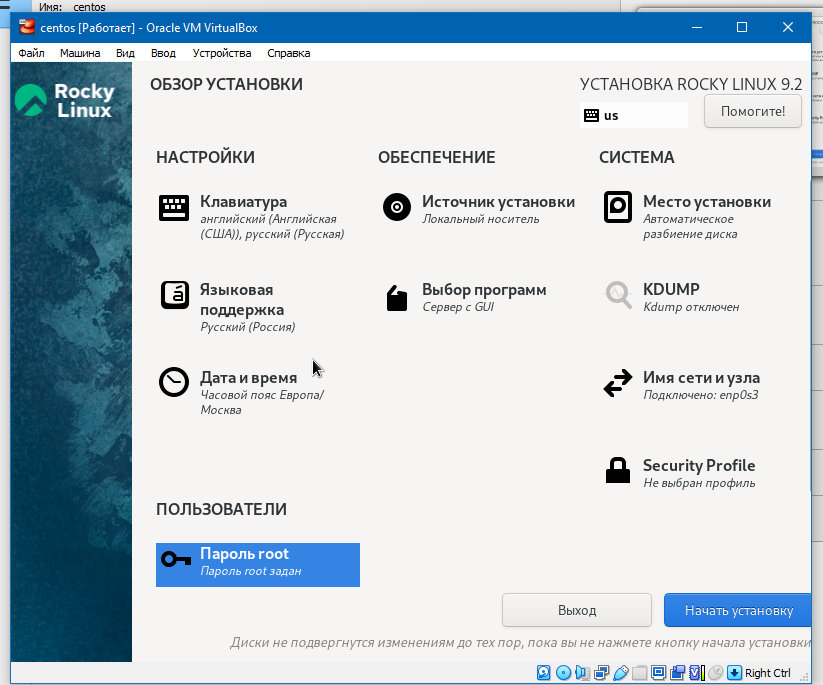 Имя: centos
centos [Работает] - Oracle VM VirtualBox
Файл Машина Вид Ввод Устройства Справка
Rocky
Linux
ОБЗОР УСТАНОВКИ
УСТАНОВКА ROCKY LINUX 9.2
us
Помогите!
НАСТРОЙКИ
ОБЕСПЕЧЕНИЕ
СИСТЕМА
Клавиатура
английский (Английская
(США)), русский (Русская)
Источник установки
Локальный носитель
Место установки
Автоматическое
разбиение диска
Языковая
поддержка
Русский (Россия)
Выбор программ
Сервер с GUI
KDUMP
Kdump отключен
Дата и время
Часовой пояс Европа/
Москва
Имя сети и узла
Подключено: enp0s3
Security Profile
Не выбран профиль
ПОЛЬЗОВАТЕЛИ
Пароль root
Пароль root задан
Выход
Начать установку
Диски не подвергнутся изменениям до тех пор, пока вы не нажмете кнопку начала установки
Right Ctrl